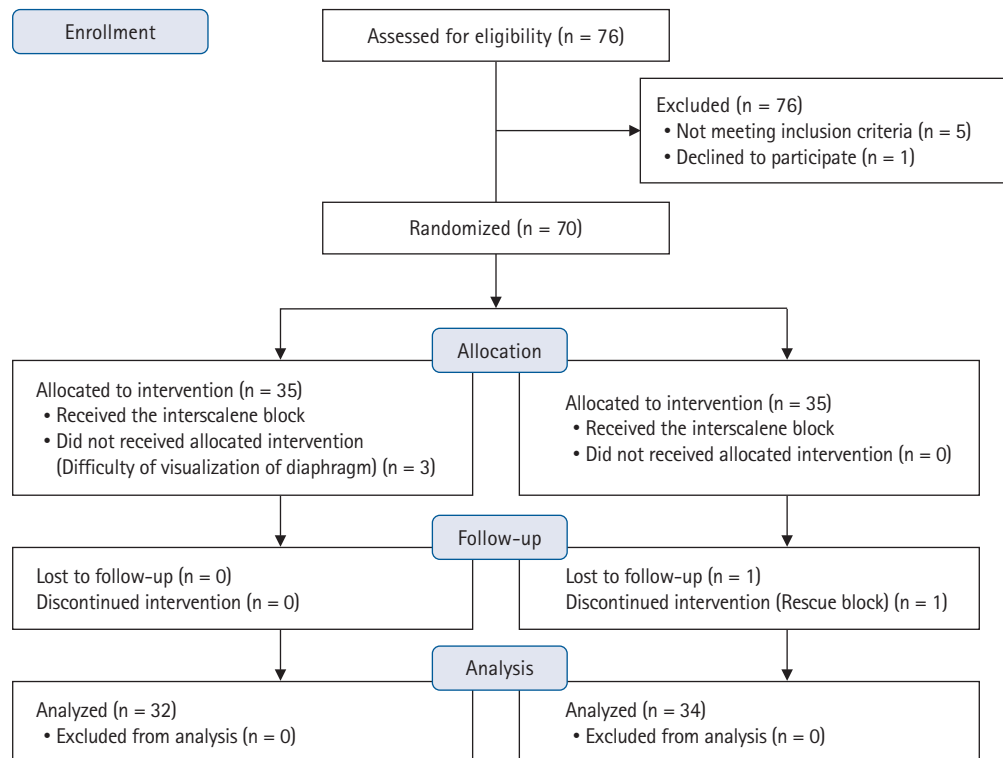 Enrollment
Assessed for eligibility (n = 76)
Excluded (n = 76)
• Not meeting inclusion criteria (n = 5)
• Declined to participate (n = 1)
Randomized (n = 70)
Allocation
Allocated to intervention (n = 35)
• Received the interscalene block
• Did not received allocated intervention
(Difficulty of visualization of diaphragm) (n = 3)
Allocated to intervention (n = 35)
• Received the interscalene block
• Did not received allocated intervention (n = 0)
Follow-up
Lost to follow-up (n = 0)
Discontinued intervention (n = 0)
Lost to follow-up (n = 1)
Discontinued intervention (Rescue block) (n = 1)
Analysis
Analyzed (n = 32)
• Excluded from analysis (n = 0)
Analyzed (n = 34)
• Excluded from analysis (n = 0)